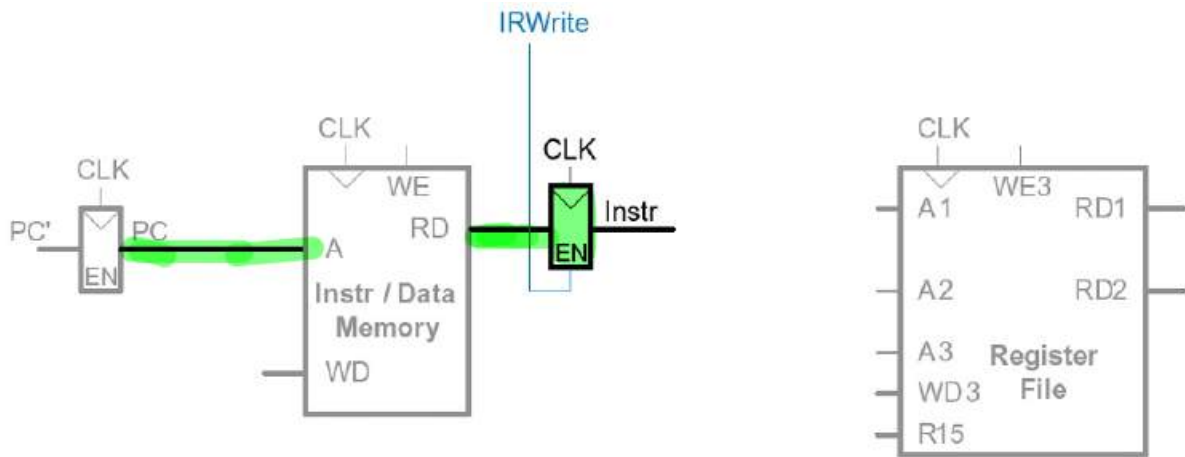 IRWrite
CLK
CLK
CLK
CLK
WE
WE3
PC'
PC
EN
A
RD
EN
Instr
Instr / Data
Memory
WD
A1
RD1
A2
RD2
A3
Register
File
WD3
R15